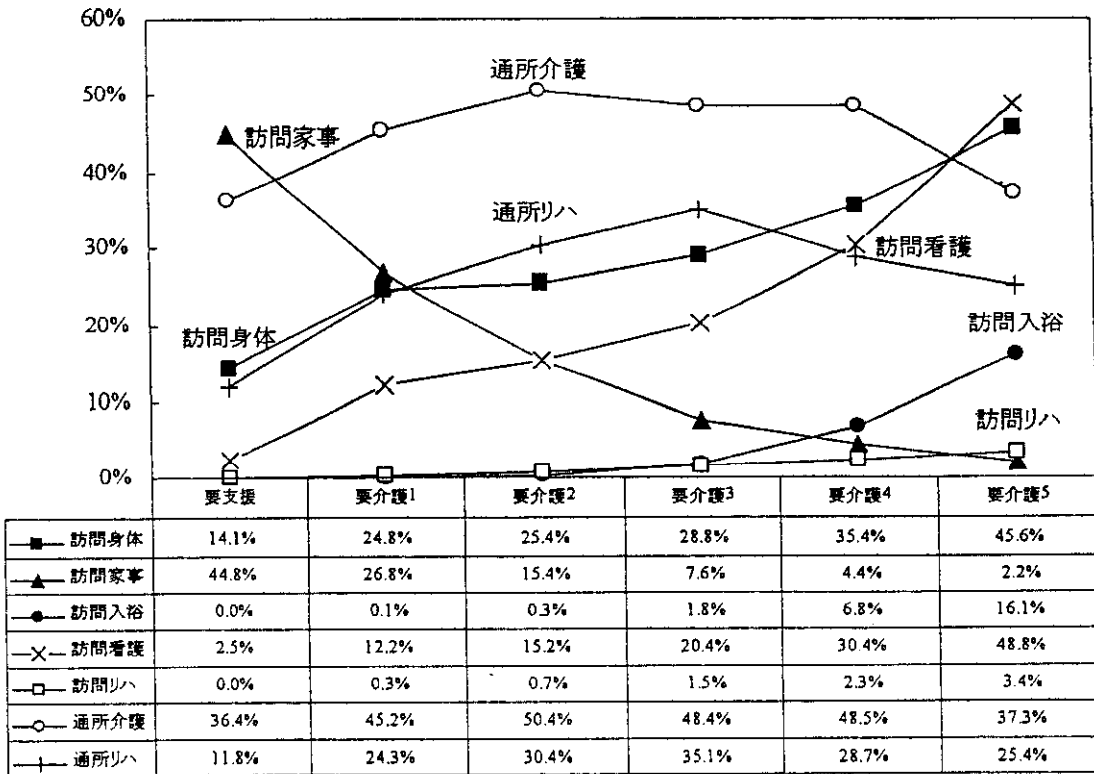 60%
50%
40%
30%
20%
10%
0%
通所介護
訪問家事
通所リハ
訪問看護
訪問身体
訪問入浴
訪問リハ
要支援 要介護1 要介護2 要介護3 要介護4 要介護5
訪問身体 14.1% 24.8% 25.4% 28.8% 35.4% 45.6%
訪問家事 44.8% 26.8% 15.4% 7.6% 4.4% 2.2%
訪問入浴 0.0% 0.1% 0.3% 1.8% 6.8% 16.1%
訪問看護 2.5% 12.2% 15.2% 20.4% 30.4% 48.8%
訪問リハ 0.0% 0.3% 0.7% 1.5% 2.3% 3.4%
通所介護 36.4% 45.2% 50.4% 48.4% 48.5% 37.3%
通所リハ 11.8% 24.3% 30.4% 35.1% 28.7% 25.4%